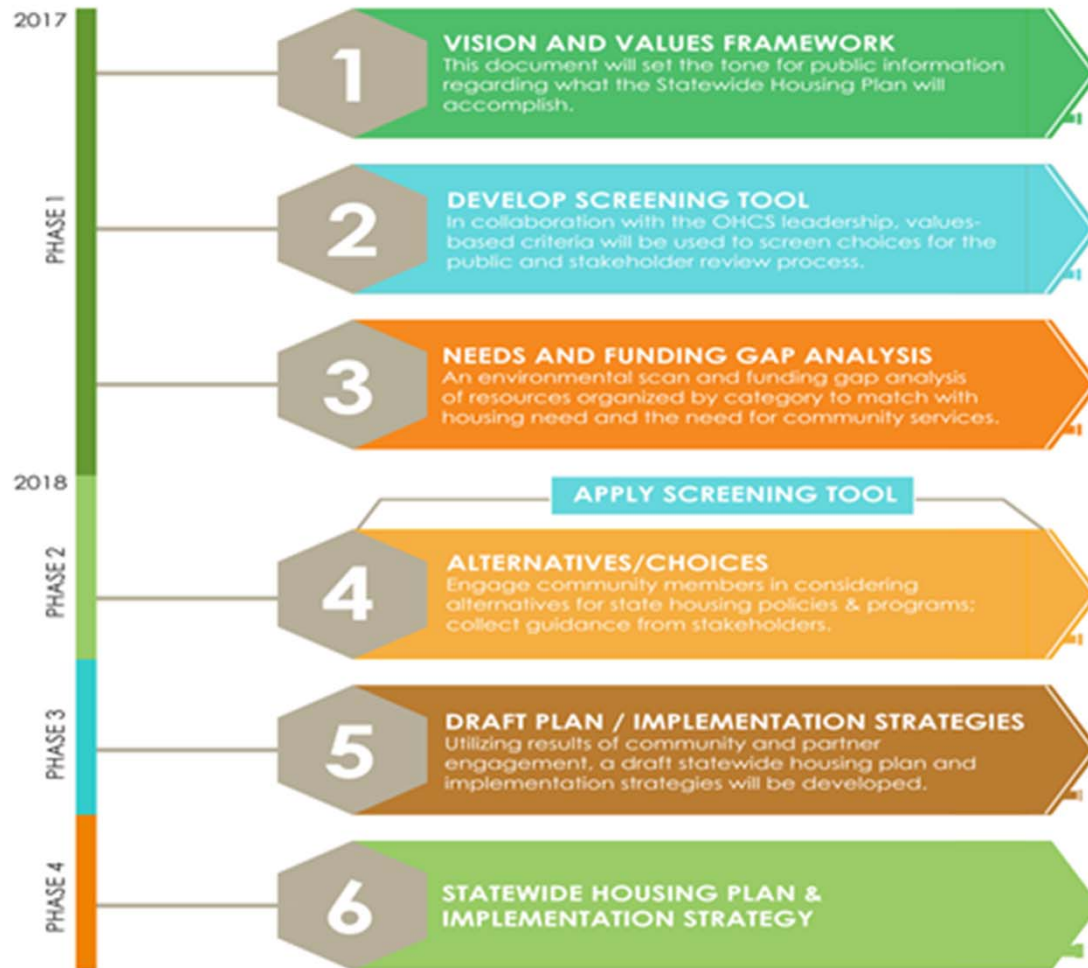 2017
1
VISION AND VALUES FRAMEWORK
This document will set the tone for public information
regarding what the Statewide Housing Plan will
accomplish.
PHASE 1
2
DEVELOP SCREENING TOOL
In collaboration with the OHCS leadership, values-
based criteria will be used to screen choices for the
public and stakeholder review process.
3
NEEDS AND FUNDING GAP ANALYSIS
An environmental scan and funding gap analysis
of resources organized by category to match with
housing need and the need for community services.
2018
APPLY SCREENING TOOL
PHASE 2
4
ALTERNATIVES/CHOICES
Engage community members in considering
alternatives for state housing policies & programs;
collect guidance from stakeholders.
PHASE 3
5
DRAFT PLAN / IMPLEMENTATION STRATEGIES
Utilizing results of community and partner
engagement, a draft statewide housing plan and
implementation strategies will be developed.
PHASE 4
6
STATEWIDE HOUSING PLAN &
IMPLEMENTATION STRATEGY